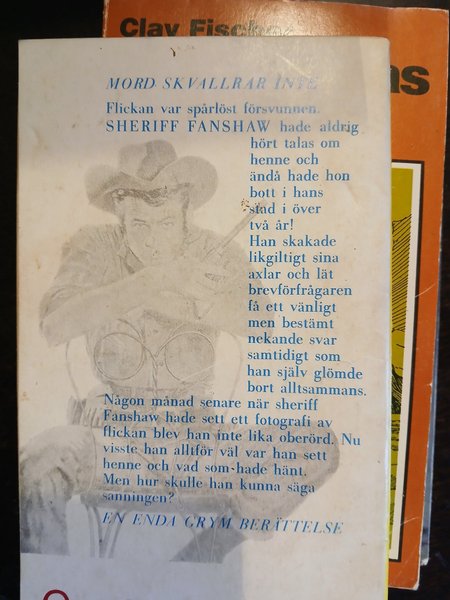 Clay Fischer
as
MORD SKVALLRAR INTE
Flickan var spårlöst försvunnen.
SHERIFF FANSHAW hade aldrig
hört talas om
henne och
ändå hade hon
bott i hans
stad i över
två år!
Han skakade
likgiltigt sina
axlar och lät
brevförfrågaren
få ett vänligt
men bestämt
nekande svar
samtidigt som
han själv glömde
bort alltsammans.
Någon månad senare när sheriff
Fanshaw hade sett ett fotografi av
flickan blev han inte lika oberörd. Nu
visste han alltför väl var han sett
henne och vad som hade hänt.
Men hur skulle han kunna säga
sanningen?
EN ENDA GRYM BERÄTTELSE